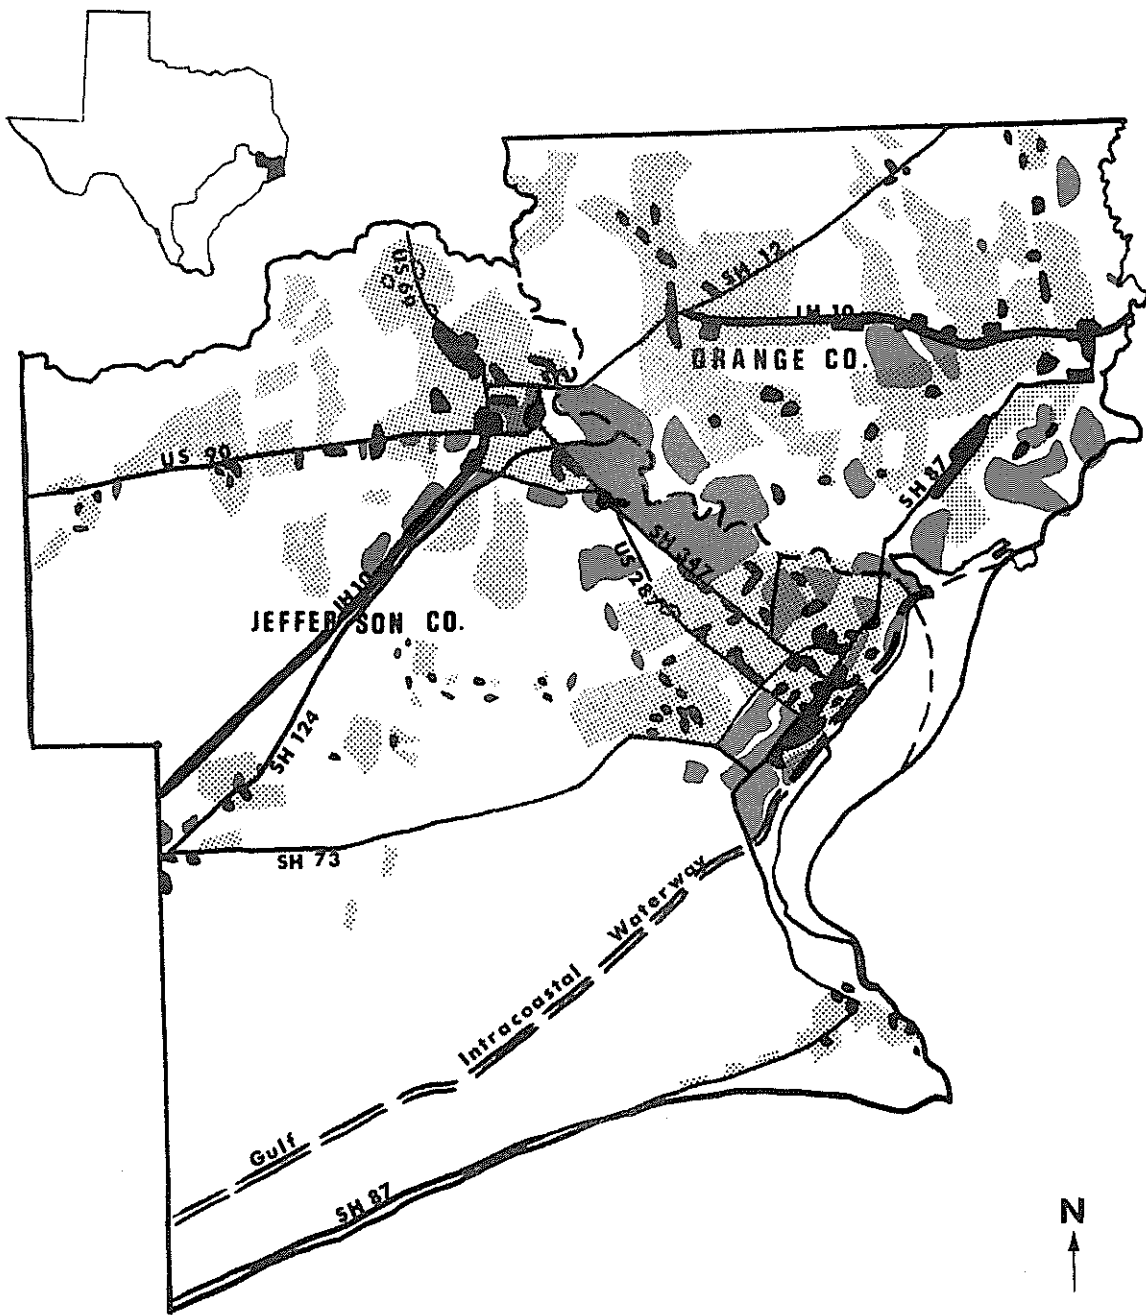 US 69
SH 12
IH 10
ORANGE CO.
US 90
SH 87
SH 347
US 287
IH 10
JEFFERSON CO.
SH 124
SH 73
Gulf Intracoastal Waterway
SH 87
N